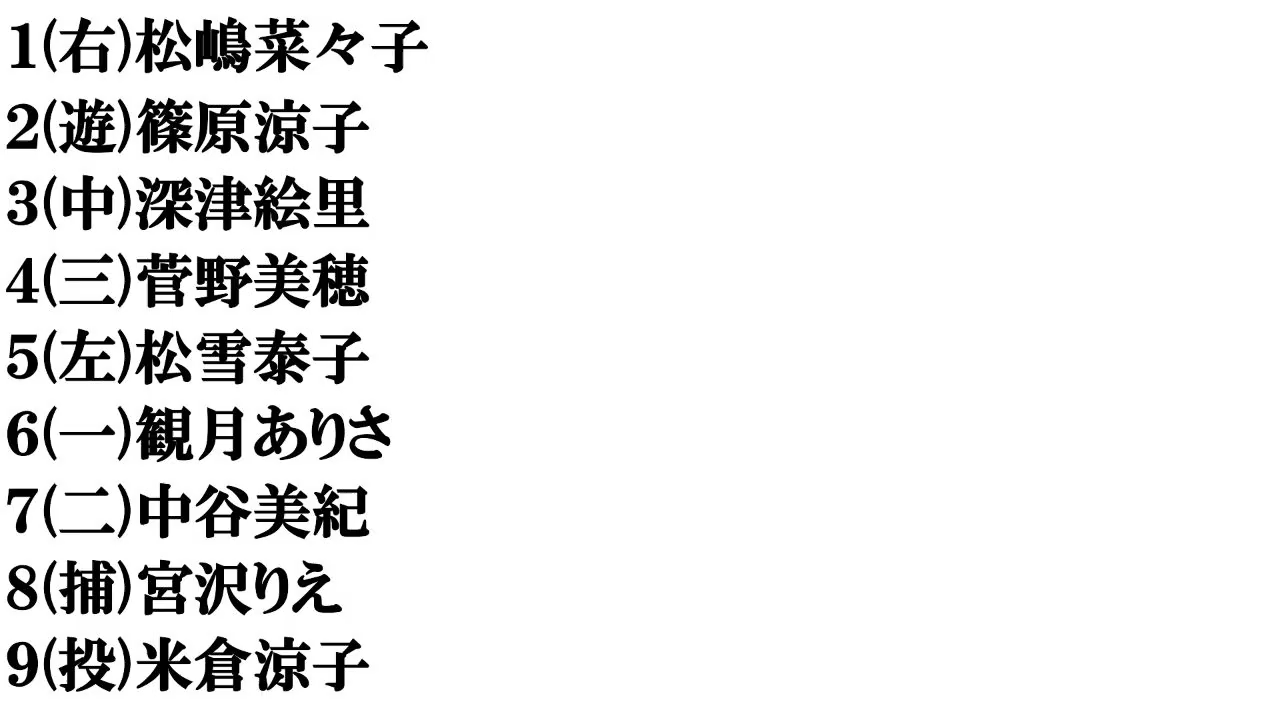 1(右)松嶋菜々子
2(遊)篠原涼子
3(中)深津絵里
4(三)菅野美穂
5(左)松雪泰子
6(一)観月ありさ
7(二)中谷美紀
8(捕)宮沢りえ
9(投)米倉涼子